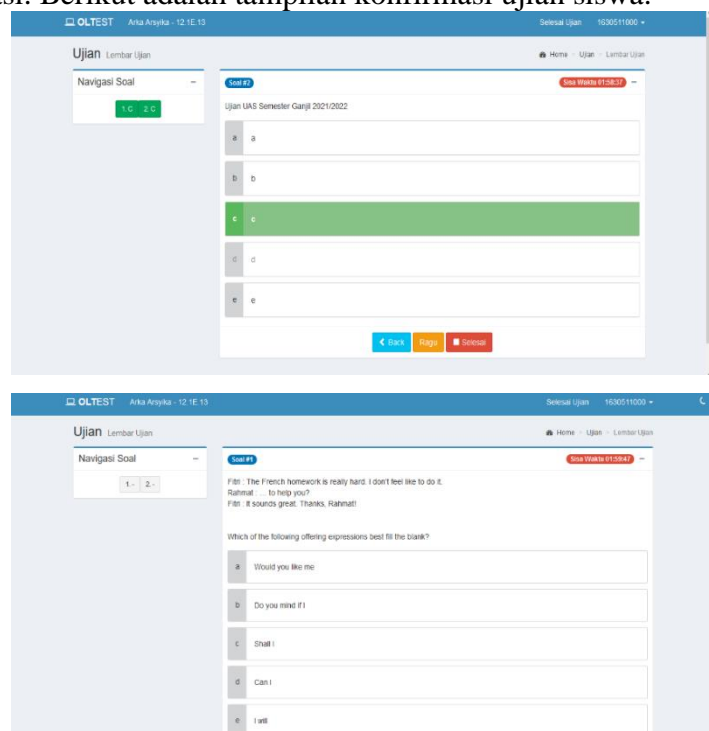 asi. Berikut adalah tampilan konfirmasi ujian siswa.
OLTEST Arka Arsyika - 12.1E.13 Selesai Ujian 1630511000
Ujian Lembar Ujian Home - Ujian - Lembar Ujian
Navigasi Soal −
1.C 2.C
Soal #2 Sisa Waktu 01:58:37 −
Ujian UAS Semester Ganjil 2021/2022
a a
b b
c c
d d
e e
Back Ragu Selesai
OLTEST Arka Arsyika - 12.1E.13 Selesai Ujian 1630511000
Ujian Lembar Ujian Home - Ujian - Lembar Ujian
Navigasi Soal −
1.- 2.-
Soal #1 Sisa Waktu 01:59:47 −
Fitri : The French homework is really hard. I don't feel like to do it.
Rahmat : ... to help you?
Fitri : It sounds great. Thanks, Rahmat!
Which of the following offering expressions best fill the blank?
a Would you like me
b Do you mind if I
c Shall I
d Can I
e I will